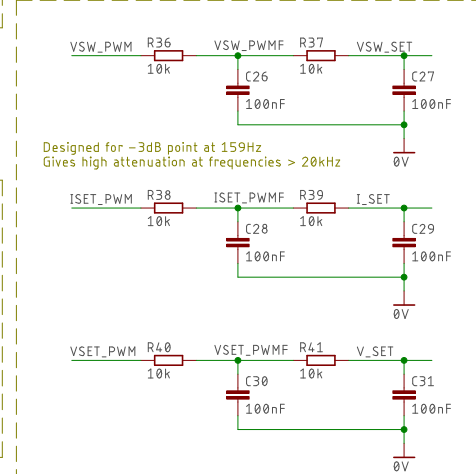 VSW_PWM R36 VSW_PWMF R37 VSW_SET
10k 10k
C26 C27
100nF 100nF
0V
Designed for -3dB point at 159Hz
Gives high attenuation at frequencies > 20kHz
ISET_PWM R38 ISET_PWMF R39 I_SET
10k 10k
C28 C29
100nF 100nF
0V
VSET_PWM R40 VSET_PWMF R41 V_SET
10k 10k
C30 C31
100nF 100nF
0V